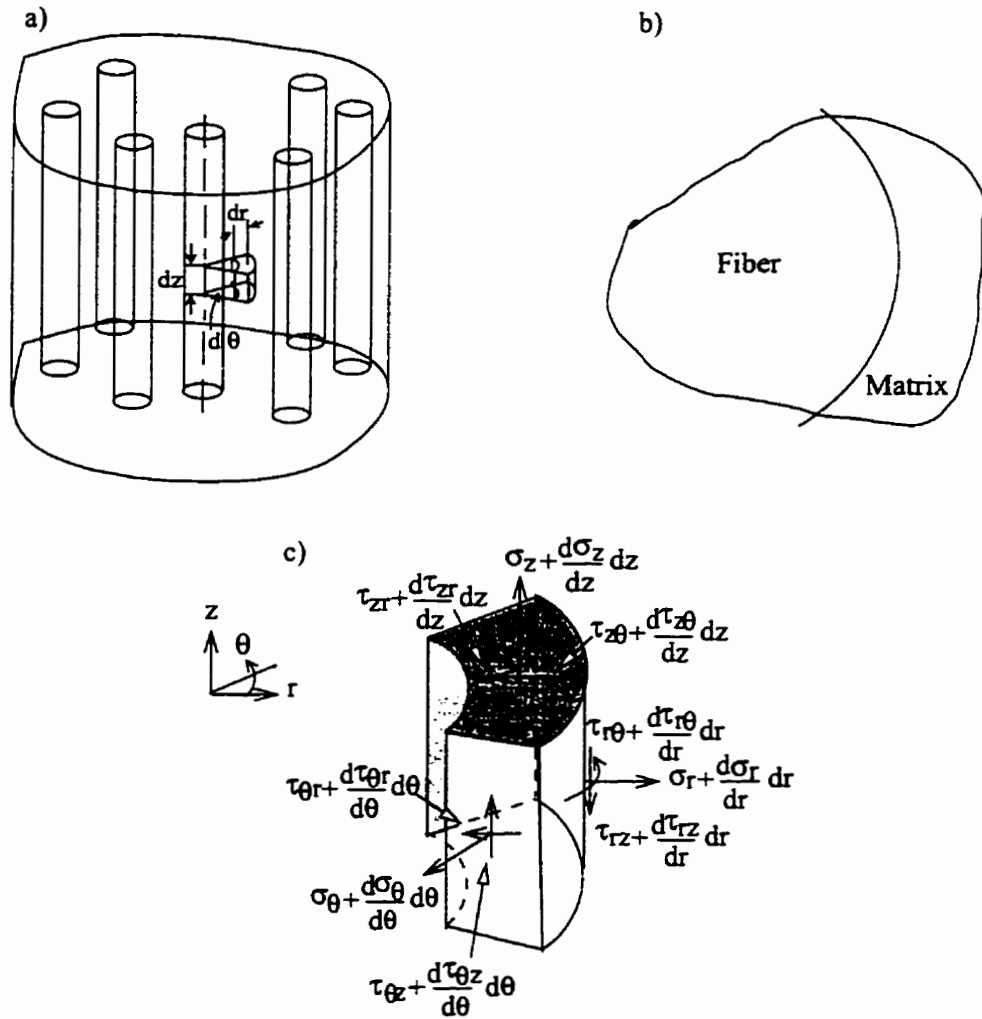 a)
b)
dr
dz
dθ
Fiber
Matrix
c)
σz + dσz/dz dz
τzr + dτzr/dz dz
τzθ + dτzθ/dz dz
z
θ
r
τrθ + dτrθ/dr dr
τθr + dτθr/dθ dθ
σr + dσr/dr dr
τrz + dτrz/dr dr
σθ + dσθ/dθ dθ
τθz + dτθz/dθ dθ